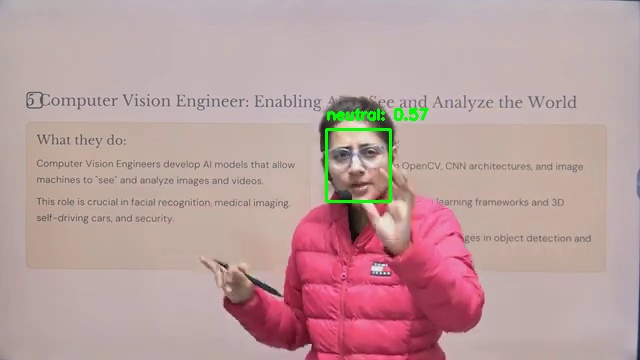 5 Computer Vision Engineer: Enabling See and Analyze the World
neutral: 0.57
What they do:
Computer Vision Engineers develop AI models that allow
machines to "see" and analyze images and videos.
This role is crucial in facial recognition, medical imaging,
self-driving cars, and security.
OpenCV, CNN architectures, and image
learning frameworks and 3D
in object detection and
TOMMY
JEANS